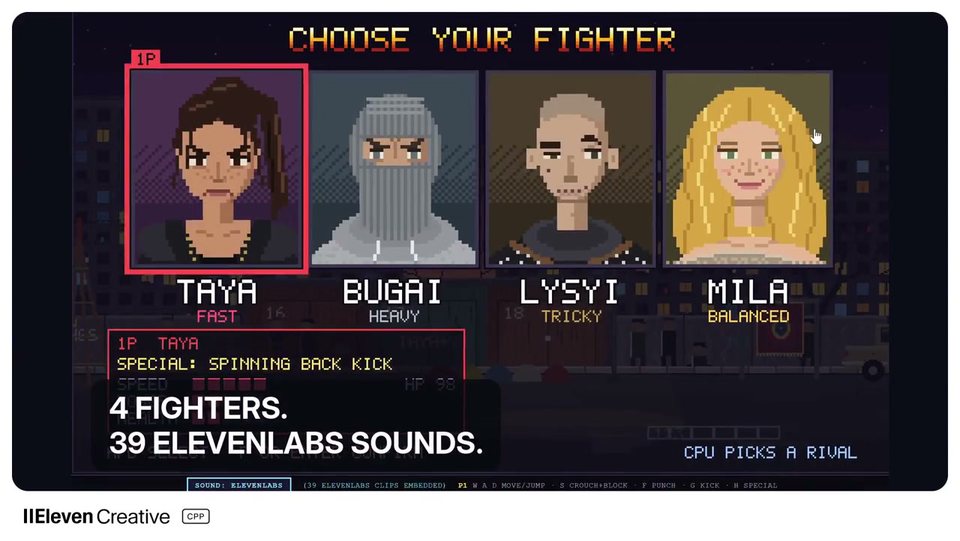 CHOOSE YOUR FIGHTER
1P
TAYA
FAST
BUGAI
HEAVY
LYSYI
TRICKY
MILA
BALANCED
16
18
1P TAYA
SPECIAL: SPINNING BACK KICK
SPEED
HP 98
4 FIGHTERS.
39 ELEVENLABS SOUNDS.
CPU PICKS A RIVAL
SOUND: ELEVENLABS
(39 ELEVENLABS CLIPS EMBEDDED)
P1 W A D MOVE/JUMP · S CROUCH+BLOCK · F PUNCH · G KICK · H SPECIAL
IIElevenCreative
CPP